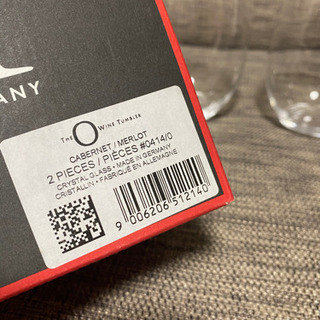 ANY
THE O WINE TUMBLER
CABERNET / MERLOT
2 PIECES / PIÈCES #0414/0
CRYSTAL GLASS • MADE IN GERMANY
CRISTALLIN • FABRIQUÉ EN ALLEMAGNE
9 006206 512140